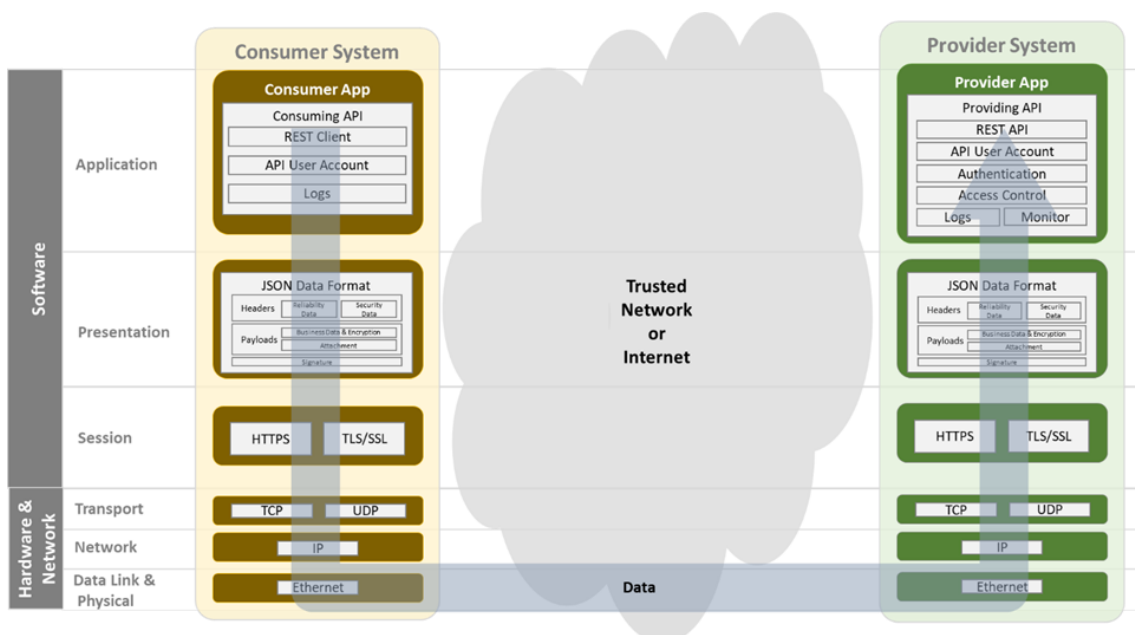 Consumer System
Provider System
Software
Hardware &
Network
Application
Presentation
Session
Transport
Network
Data Link &
Physical
Consumer App
Consuming API
REST Client
API User Account
Logs
JSON Data Format
Headers
Reliability
Data
Security
Data
Payloads
Business Data & Encryption
Attachment
Signature
HTTPS
TLS/SSL
TCP
UDP
IP
Ethernet
Trusted
Network
or
Internet
Data
Provider App
Providing API
REST API
API User Account
Authentication
Access Control
Logs
Monitor
JSON Data Format
Headers
Reliability
Data
Security
Data
Payloads
Business Data & Encryption
Attachment
Signature
HTTPS
TLS/SSL
TCP
UDP
IP
Ethernet